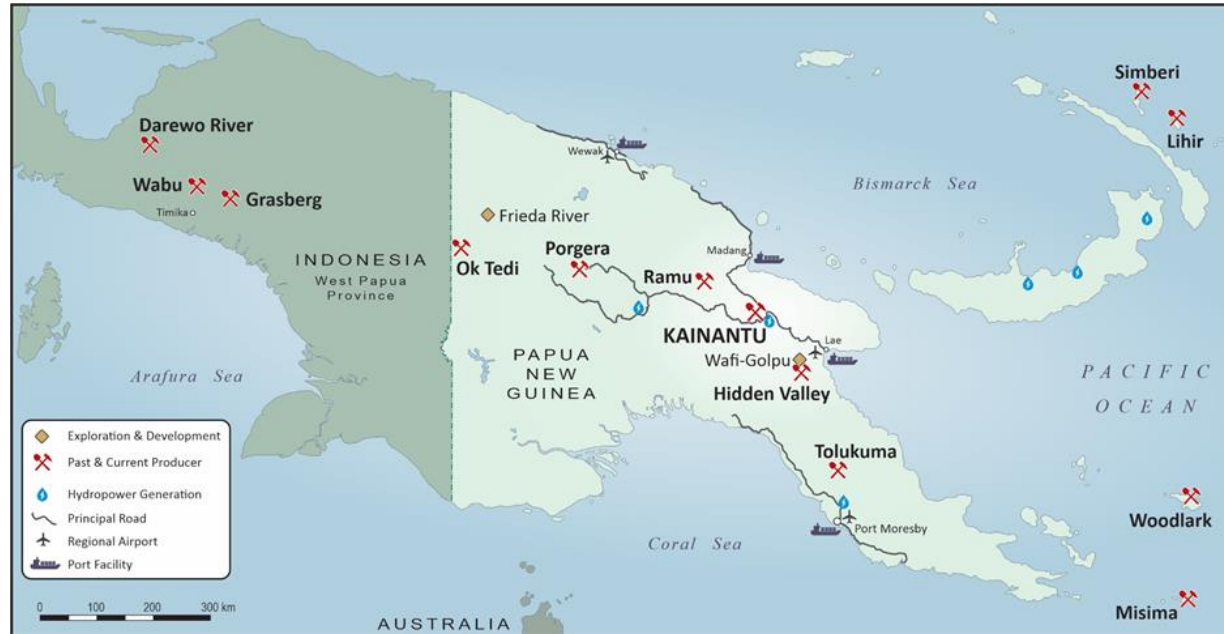 Simberi
Lihir
Darewo River
Wabu
Grasberg
Timika
Wewak
Bismarck Sea
Frieda River
INDONESIA
West Papua
Province
Ok Tedi
Porgera
Ramu
Madang
KAINANTU
Lae
Wafi-Golpu
Hidden Valley
PAPUA
NEW
GUINEA
Arafura Sea
PACIFIC
OCEAN
Tolukuma
Port Moresby
Coral Sea
Woodlark
Misima
AUSTRALIA
Exploration & Development
Past & Current Producer
Hydropower Generation
Principal Road
Regional Airport
Port Facility
0 100 200 300 km